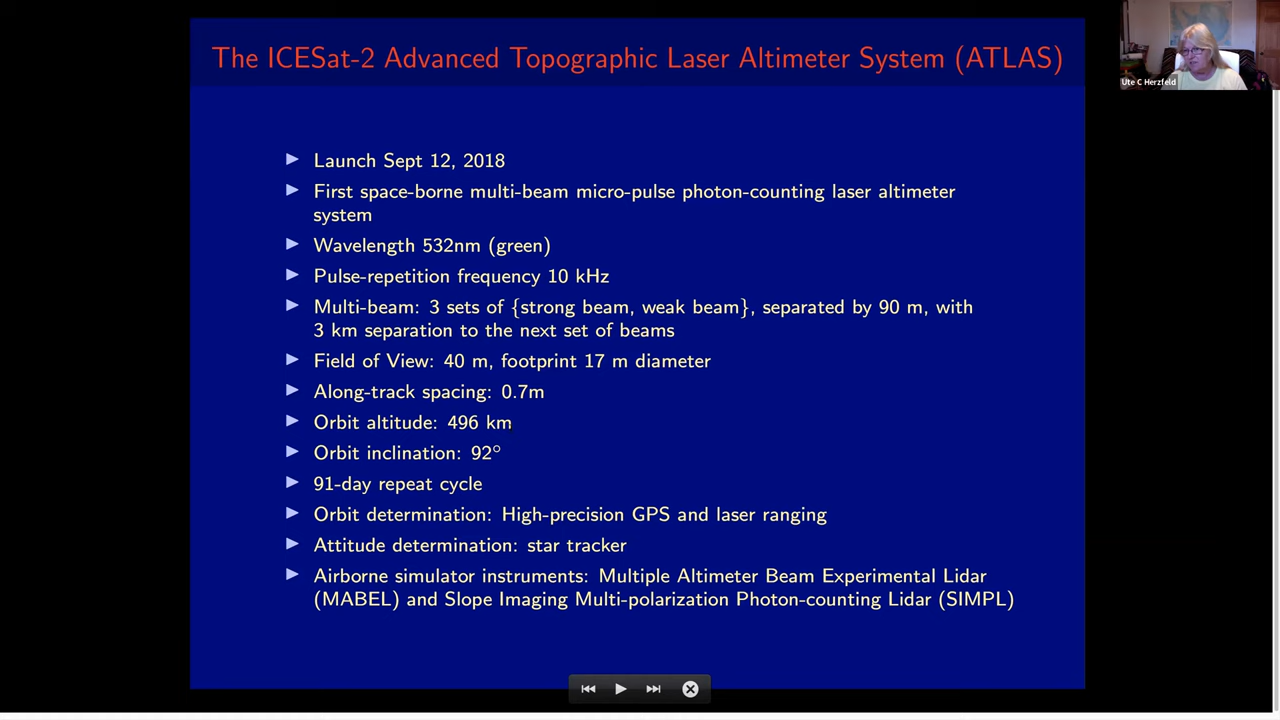 The ICESat-2 Advanced Topographic Laser Altimeter System (ATLAS)
Ute C Herzfeld
Launch Sept 12, 2018
First space-borne multi-beam micro-pulse photon-counting laser altimeter
system
Wavelength 532nm (green)
Pulse-repetition frequency 10 kHz
Multi-beam: 3 sets of {strong beam, weak beam}, separated by 90 m, with
3 km separation to the next set of beams
Field of View: 40 m, footprint 17 m diameter
Along-track spacing: 0.7m
Orbit altitude: 496 km
Orbit inclination: 92°
91-day repeat cycle
Orbit determination: High-precision GPS and laser ranging
Attitude determination: star tracker
Airborne simulator instruments: Multiple Altimeter Beam Experimental Lidar
(MABEL) and Slope Imaging Multi-polarization Photon-counting Lidar (SIMPL)